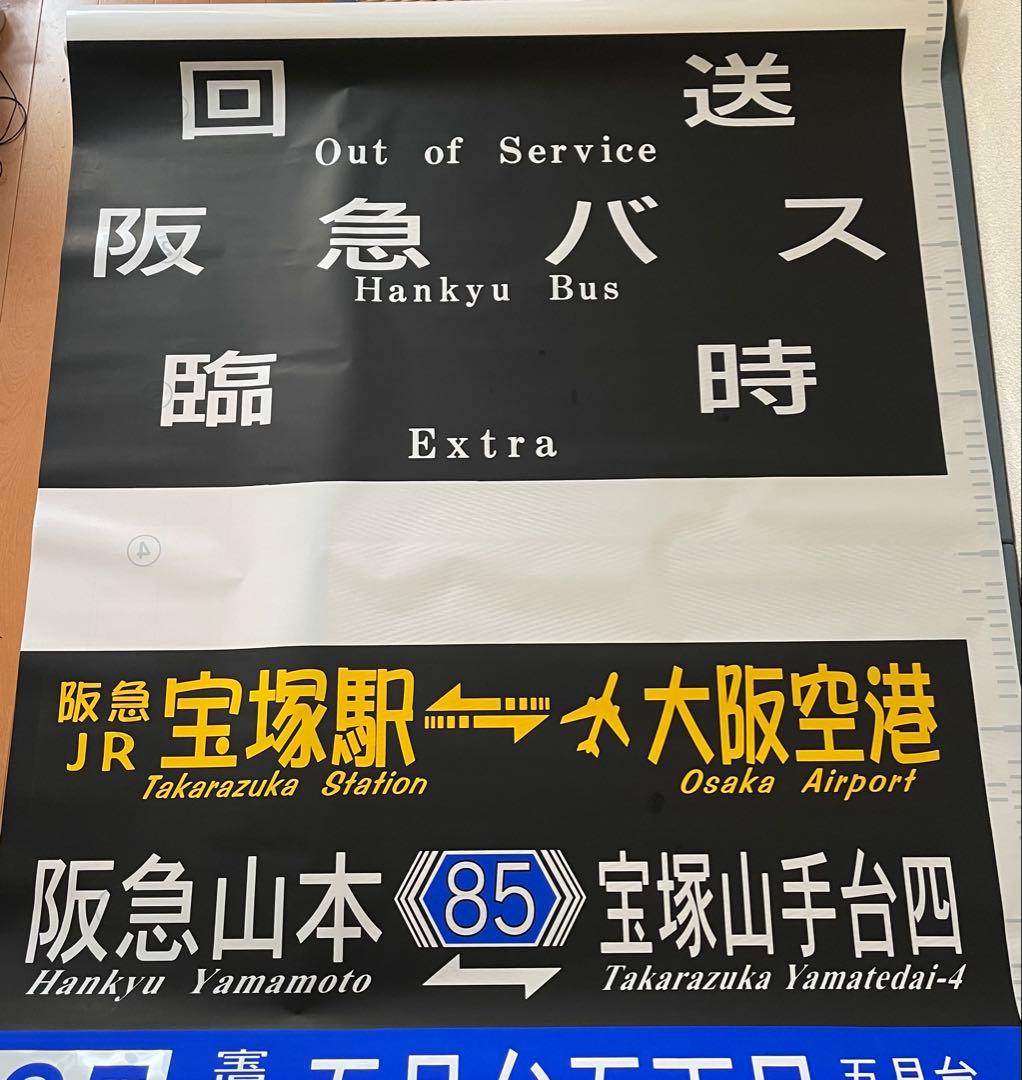 回送
Out of Service
阪急バス
Hankyu Bus
臨時
Extra
4
阪急 JR 宝塚駅 大阪空港
Takarazuka Station Osaka Airport
阪急山本 85 宝塚山手台四
Hankyu Yamamoto Takarazuka Yamatedai-4